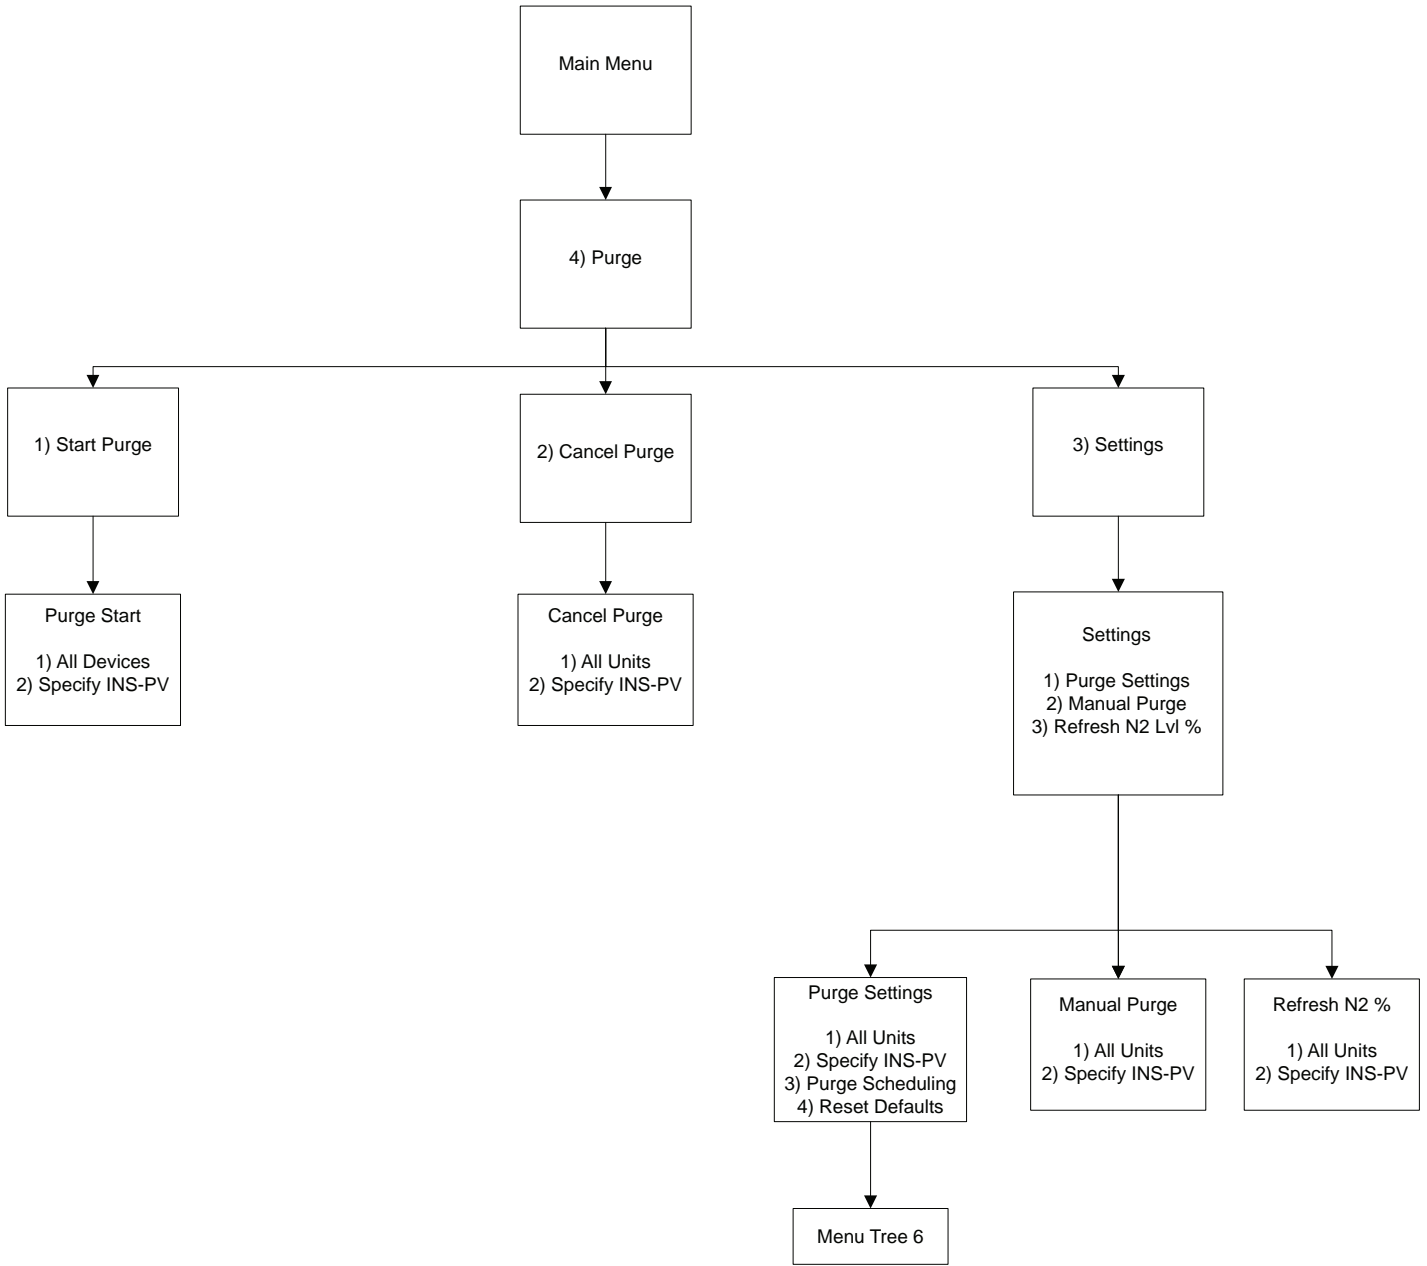 Main Menu
4) Purge
1) Start Purge
2) Cancel Purge
3) Settings
Purge Start
1) All Devices
2) Specify INS-PV
Cancel Purge
1) All Units
2) Specify INS-PV
Settings
1) Purge Settings
2) Manual Purge
3) Refresh N2 Lvl %
Purge Settings
1) All Units
2) Specify INS-PV
3) Purge Scheduling
4) Reset Defaults
Manual Purge
1) All Units
2) Specify INS-PV
Refresh N2 %
1) All Units
2) Specify INS-PV
Menu Tree 6